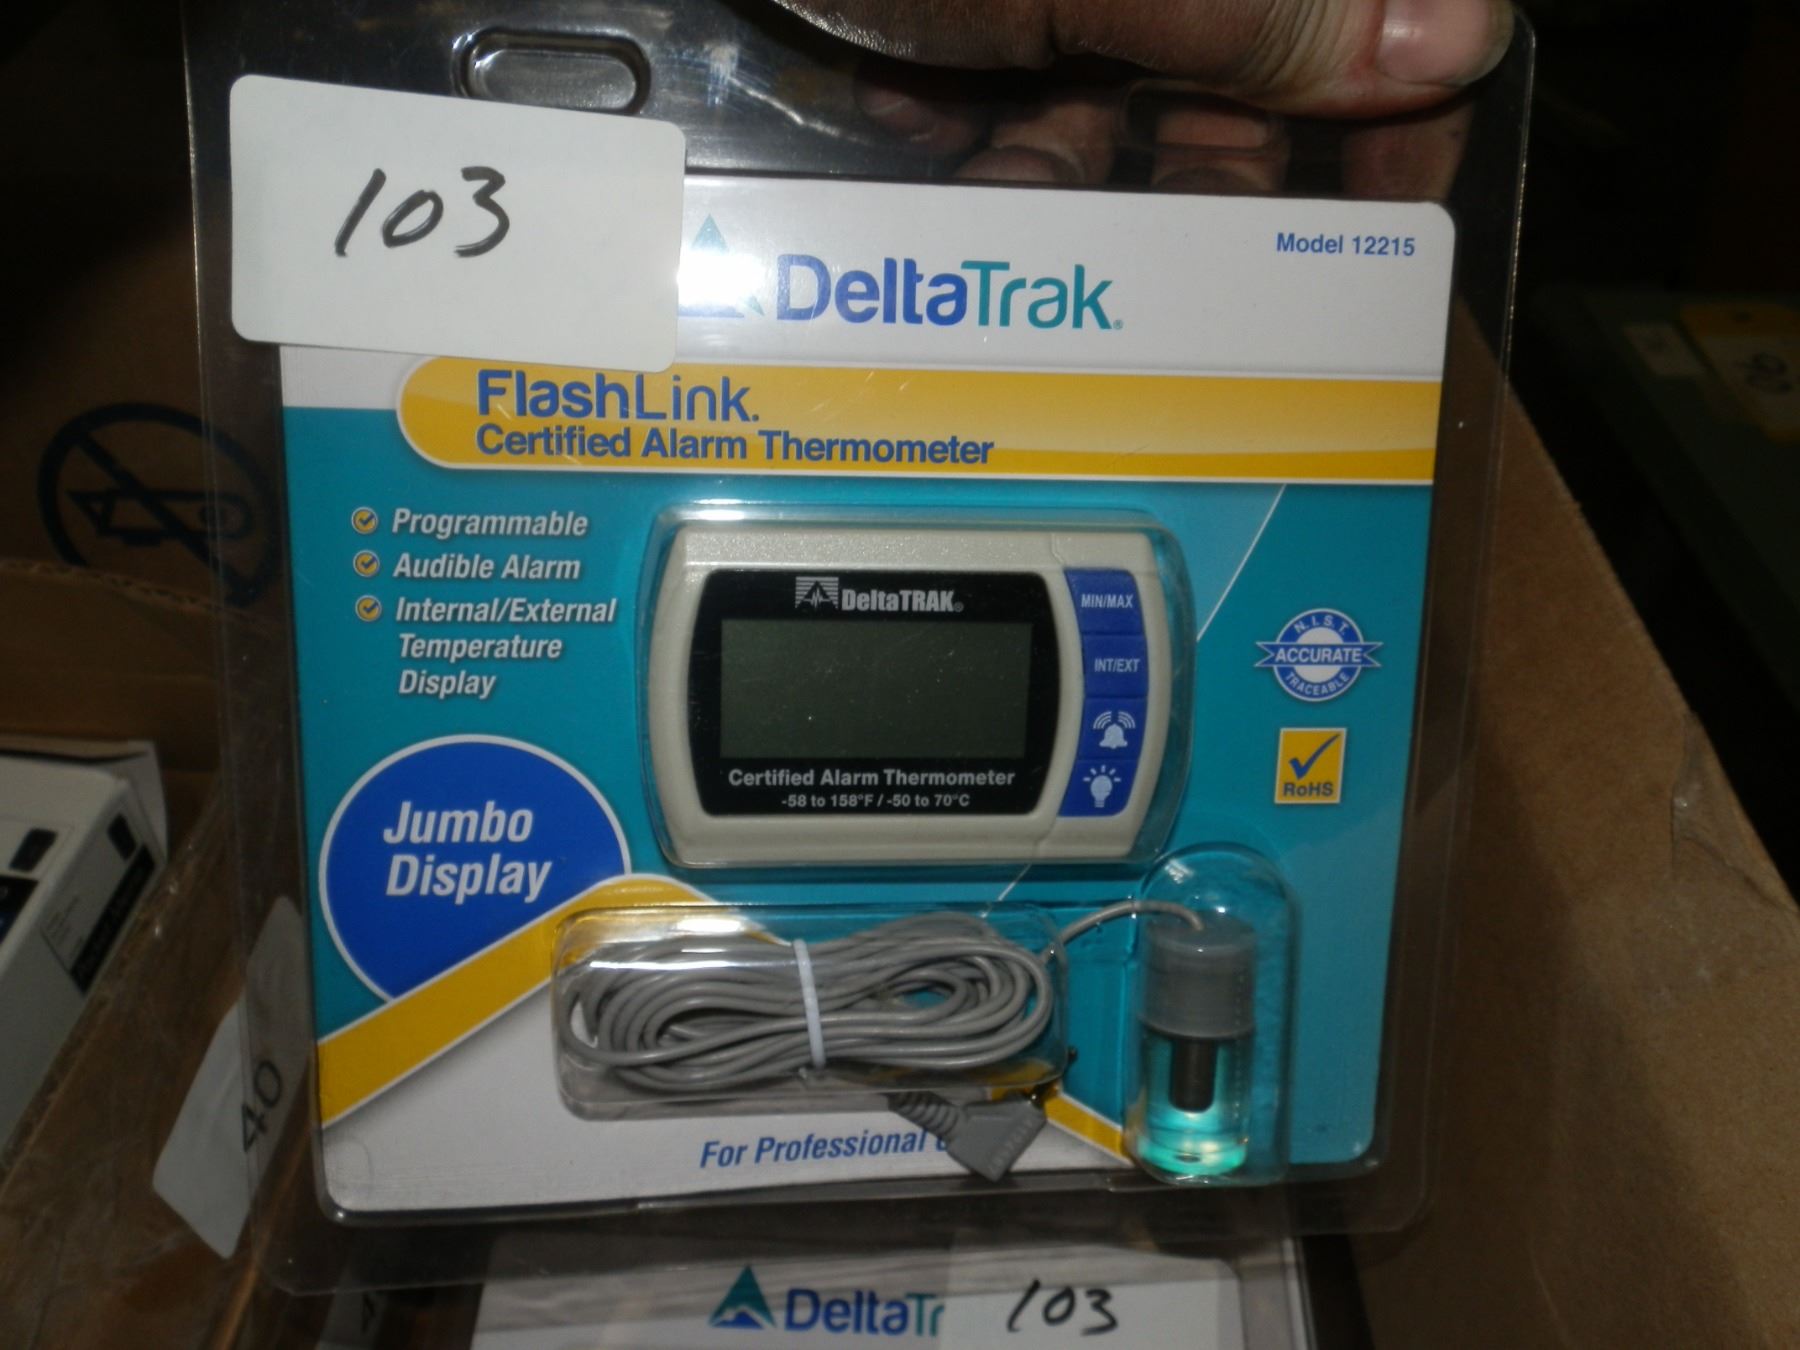 103
DeltaTrak®
Model 12215
FlashLink.
Certified Alarm Thermometer
Programmable
Audible Alarm
Internal/External
Temperature
Display
DeltaTRAK®
MIN/MAX
INT/EXT
Certified Alarm Thermometer
-58 to 158°F / -50 to 70°C
N.I.S.T.
ACCURATE
TRACEABLE
RoHS
Jumbo
Display
For Professional
40
DeltaTr
103